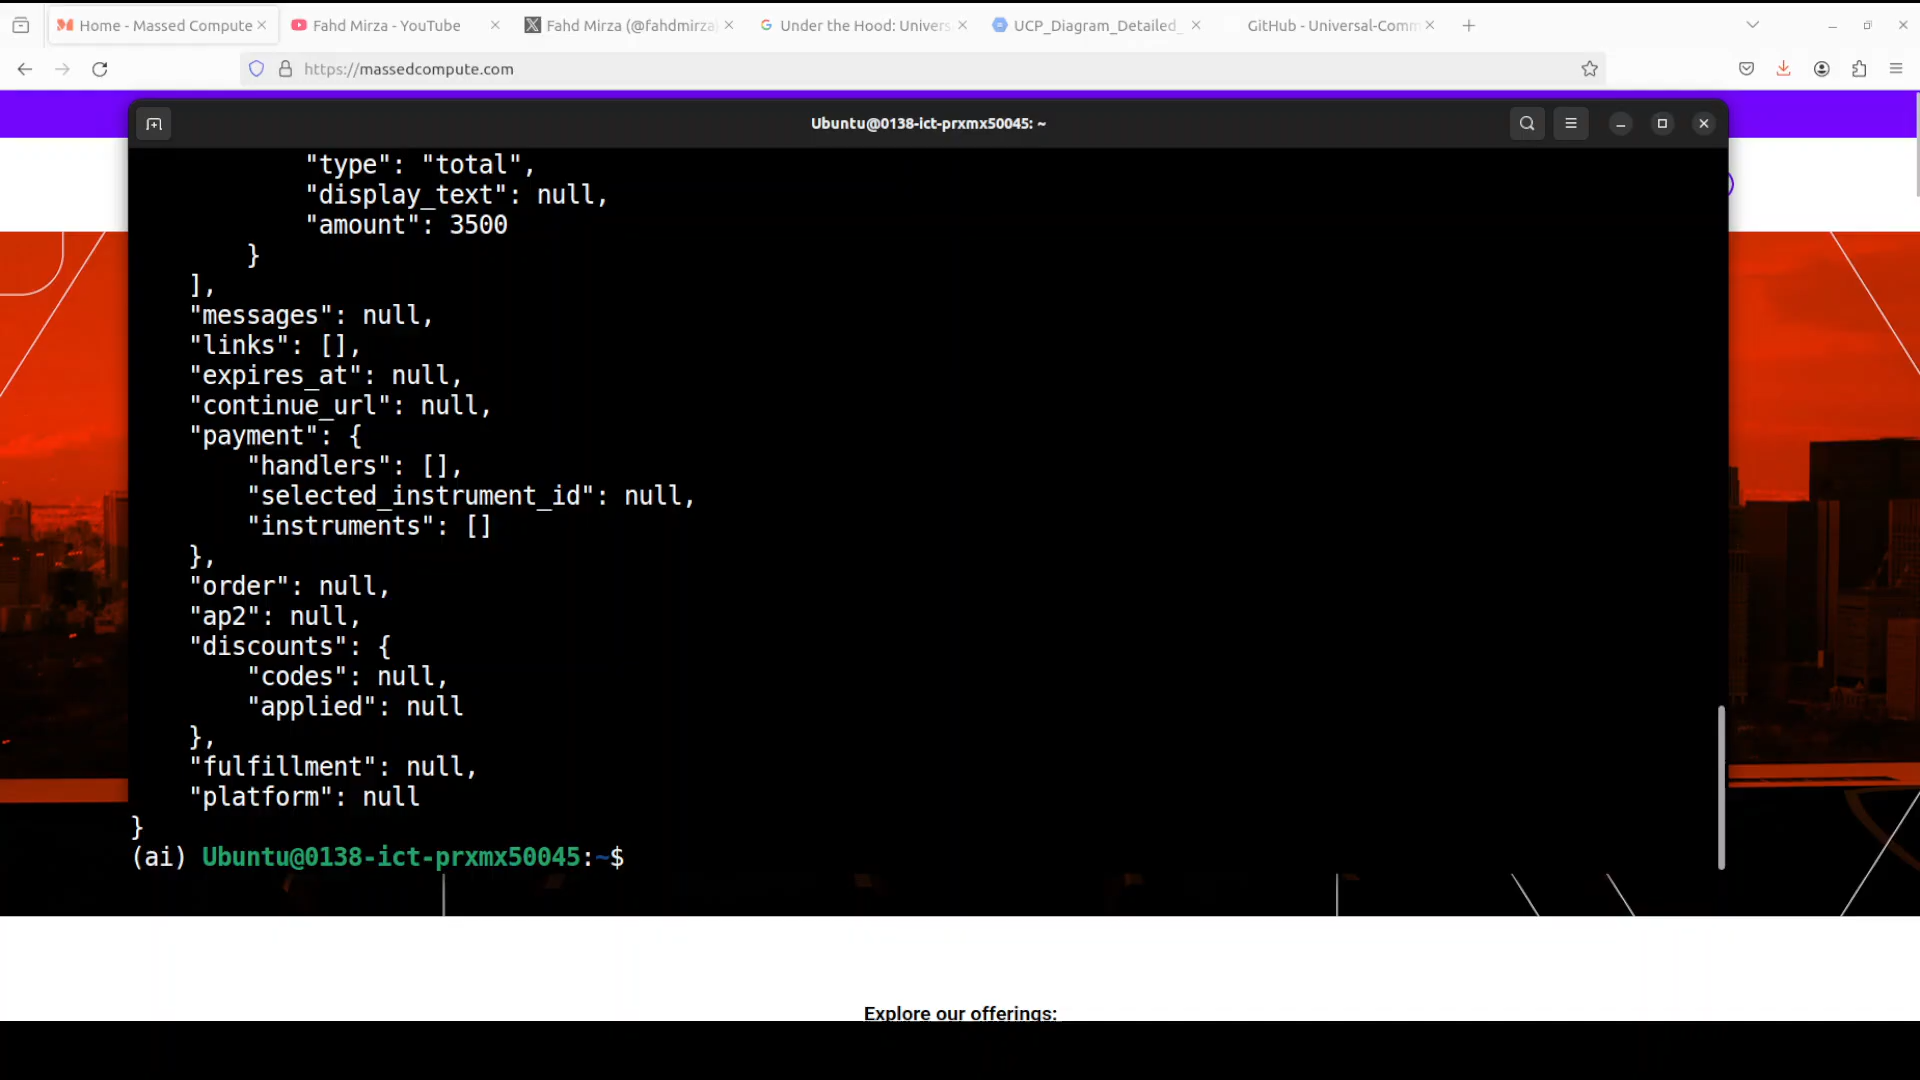 Home - Massed Compute
Fahd Mirza - YouTube
Fahd Mirza (@fahdmirza)
Under the Hood: Univers
UCP_Diagram_Detailed_
GitHub - Universal-Comm
https://massedcompute.com
Ubuntu@0138-ict-prxmx50045: ~
"type": "total",
"display_text": null,
"amount": 3500
}
],
"messages": null,
"links": [],
"expires_at": null,
"continue_url": null,
"payment": {
"handlers": [],
"selected_instrument_id": null,
"instruments": []
},
"order": null,
"ap2": null,
"discounts": {
"codes": null,
"applied": null
},
"fulfillment": null,
"platform": null
}
(ai) Ubuntu@0138-ict-prxmx50045:~$
Explore our offerings: